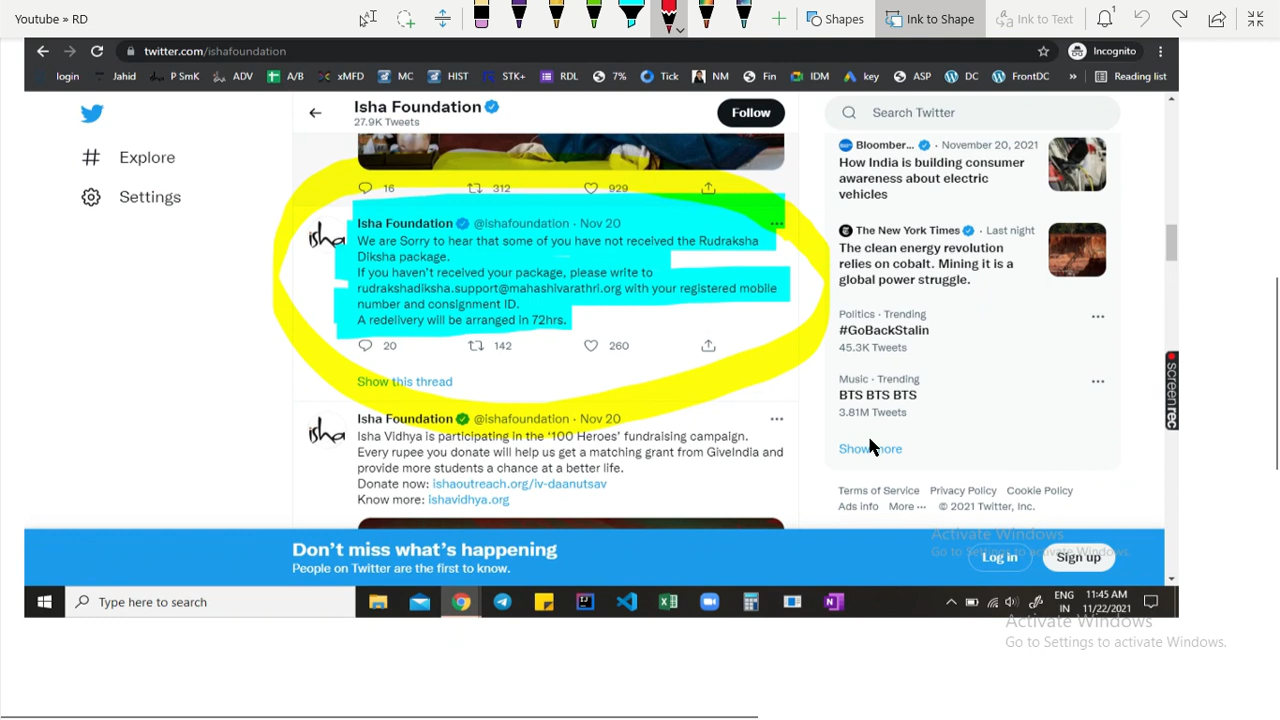 Youtube » RD
Shapes
Ink to Shape
Ink to Text
twitter.com/ishafoundation
Incognito
login Jahid P SmK ADV A/B xMFD MC HIST STK+ RDL 7% Tick NM Fin IDM key ASP DC FrontDC » Reading list
Isha Foundation
27.9K Tweets
Follow
Search Twitter
Explore
Settings
16 312 929
Isha Foundation @ishafoundation · Nov 20
We are Sorry to hear that some of you have not received the Rudraksha
Diksha package.
If you haven't received your package, please write to
rudrakshadiksha.support@mahashivarathri.org with your registered mobile
number and consignment ID.
A redelivery will be arranged in 72hrs.
20 142 260
Show this thread
isha
Isha Foundation @ishafoundation · Nov 20
Isha Vidhya is participating in the '100 Heroes' fundraising campaign.
Every rupee you donate will help us get a matching grant from GiveIndia and
provide more students a chance at a better life.
Donate now: ishaoutreach.org/iv-daanutsav
Know more: ishavidhya.org
isha
Bloomber... · November 20, 2021
How India is building consumer
awareness about electric
vehicles
The New York Times · Last night
The clean energy revolution
relies on cobalt. Mining it is a
global power struggle.
Politics · Trending
#GoBackStalin
45.3K Tweets
Music · Trending
BTS BTS BTS
3.81M Tweets
Show more
Terms of Service Privacy Policy Cookie Policy
Ads info More ··· © 2021 Twitter, Inc.
screenrec
Don't miss what's happening
People on Twitter are the first to know.
Log in
Sign up
Activate Windows
Go to Settings to activate Windows.
Type here to search
ENG
IN
11:45 AM
11/22/2021
Activate Windows
Go to Settings to activate Windows.